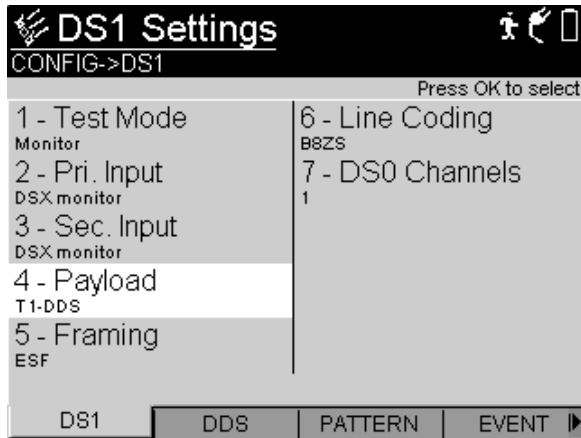 DS1 Settings
CONFIG->DS1
Press OK to select
1 - Test Mode
Monitor
2 - Pri. Input
DSX monitor
3 - Sec. Input
DSX monitor
4 - Payload
T1-DDS
5 - Framing
ESF
6 - Line Coding
B8ZS
7 - DS0 Channels
1
DS1
DDS
PATTERN
EVENT